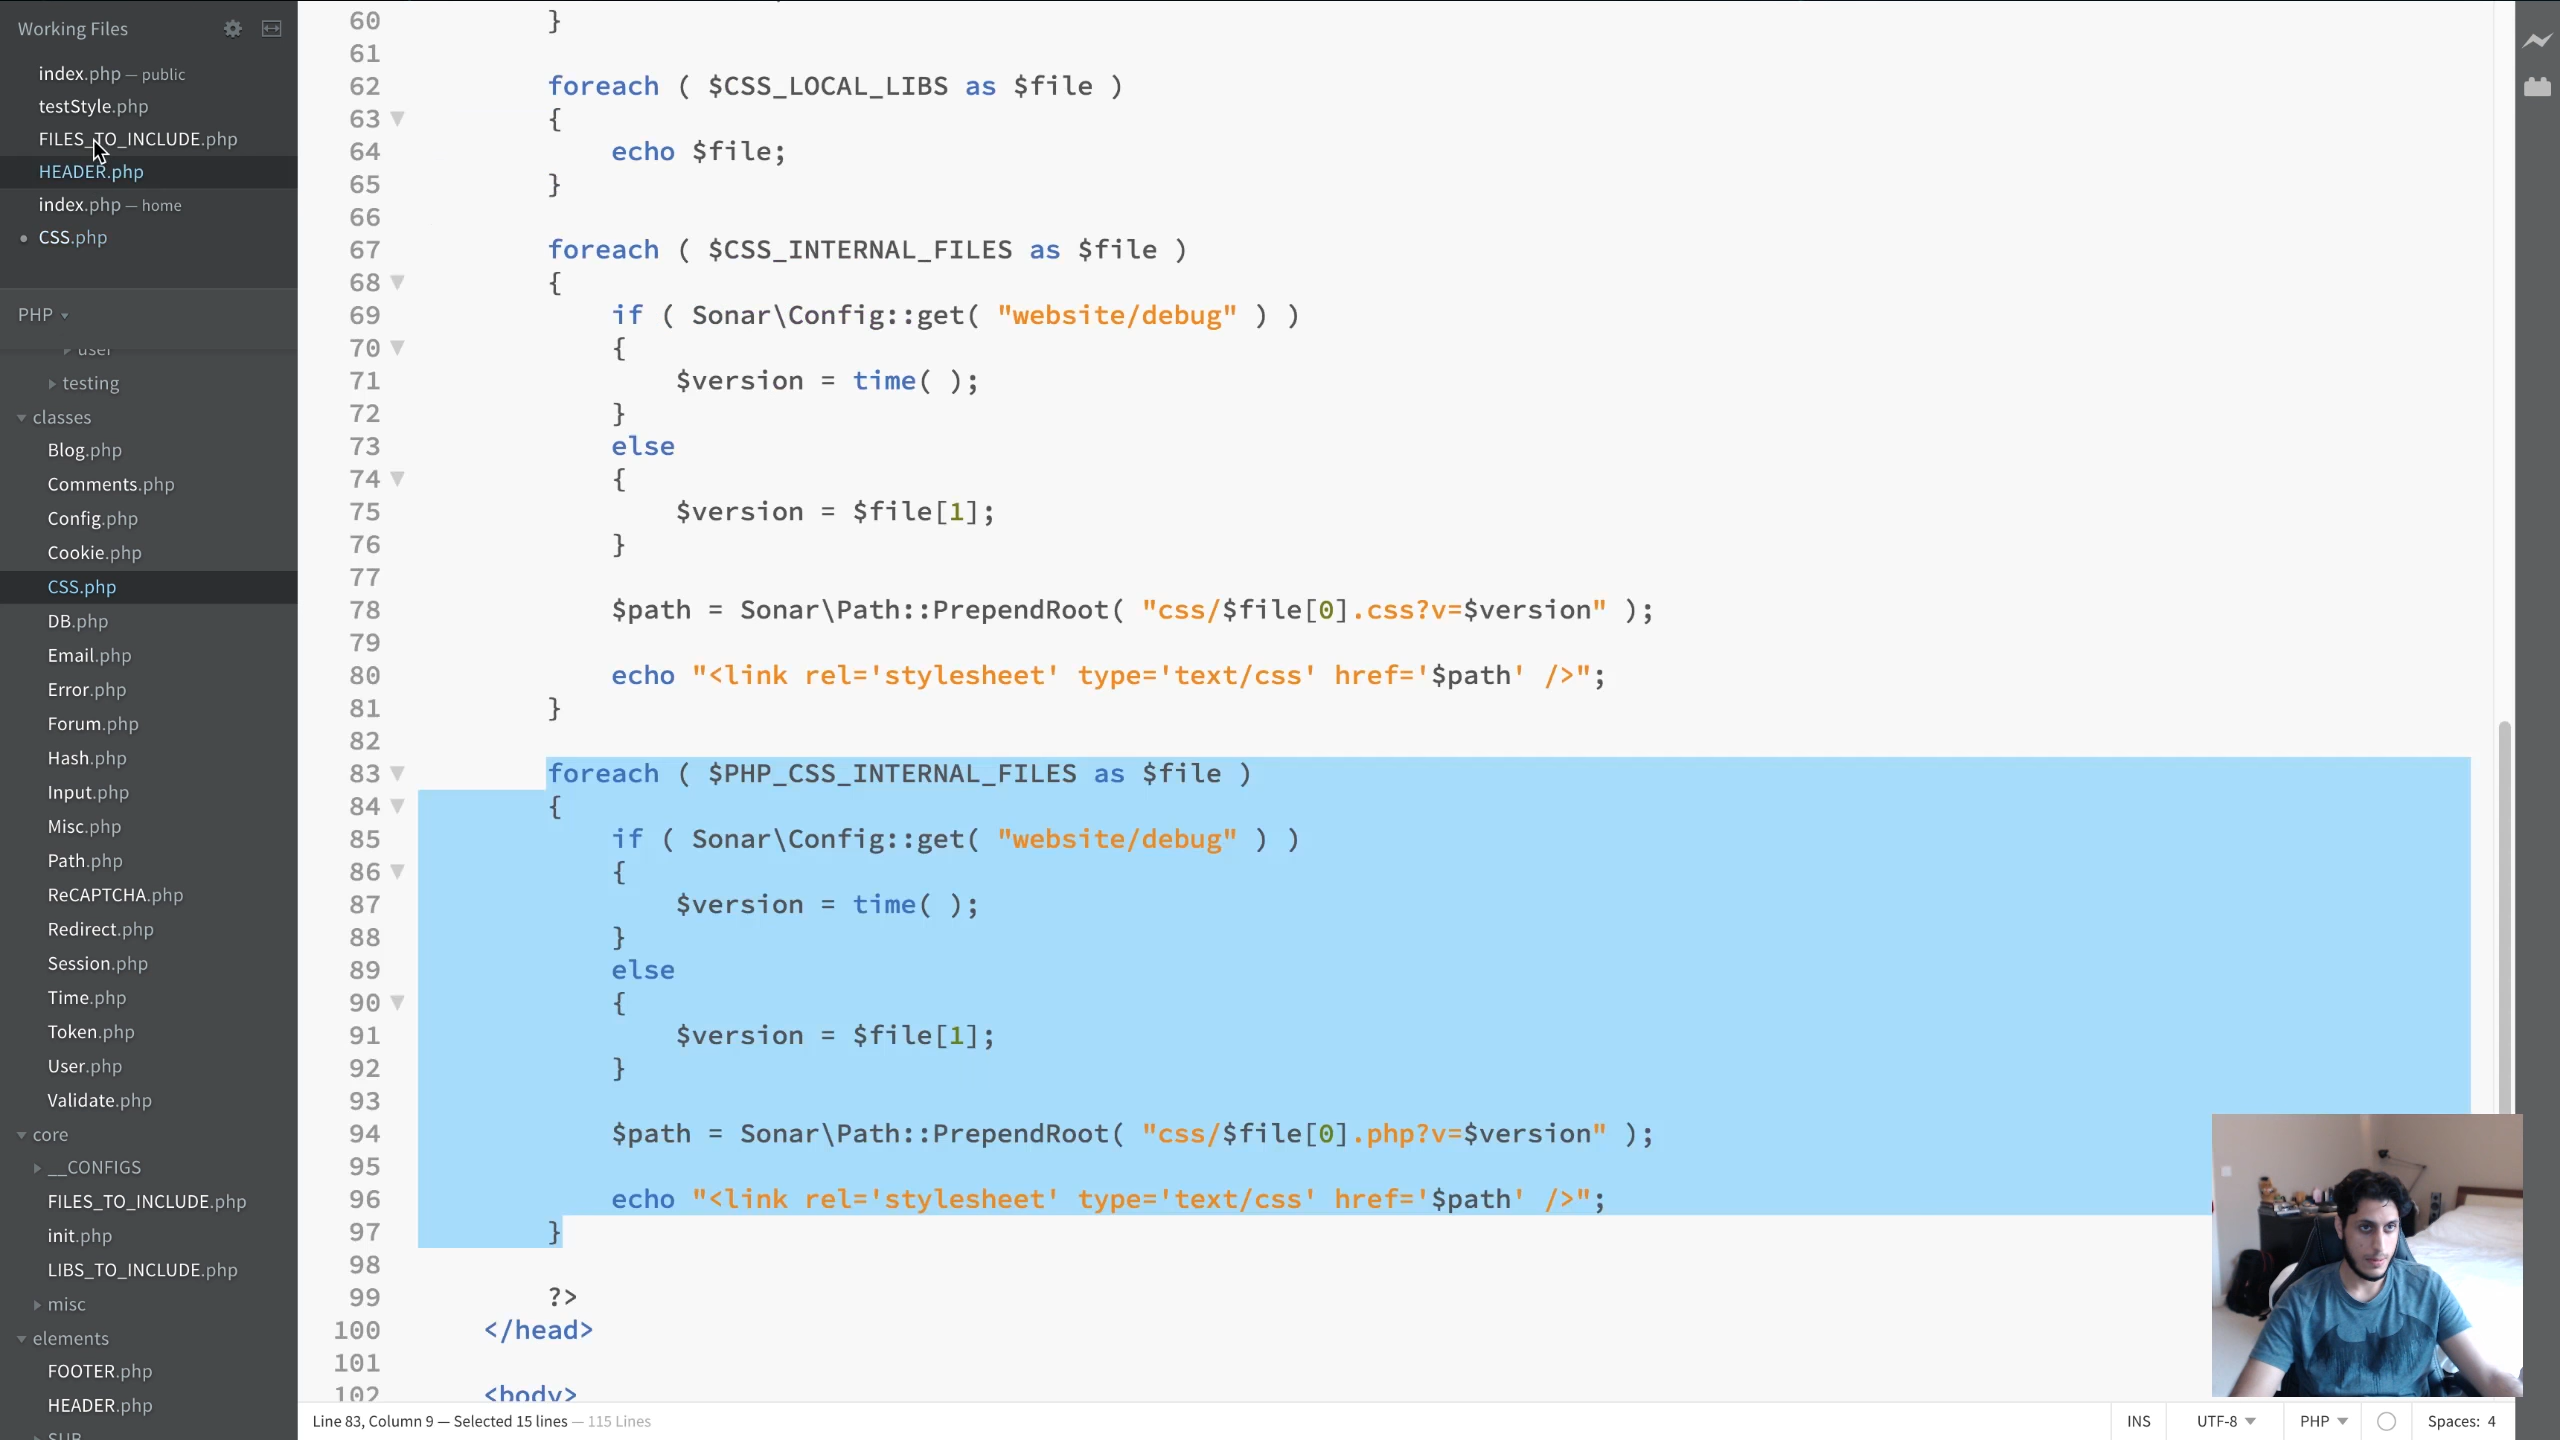 Working Files
index.php — public
testStyle.php
FILES_TO_INCLUDE.php
HEADER.php
index.php — home
CSS.php
PHP
user
testing
classes
Blog.php
Comments.php
Config.php
Cookie.php
CSS.php
DB.php
Email.php
Error.php
Forum.php
Hash.php
Input.php
Misc.php
Path.php
ReCAPTCHA.php
Redirect.php
Session.php
Time.php
Token.php
User.php
Validate.php
core
__CONFIGS
FILES_TO_INCLUDE.php
init.php
LIBS_TO_INCLUDE.php
misc
elements
FOOTER.php
HEADER.php
SUB
60 }
61
62 foreach ( $CSS_LOCAL_LIBS as $file )
63 {
64 echo $file;
65 }
66
67 foreach ( $CSS_INTERNAL_FILES as $file )
68 {
69 if ( Sonar\Config::get( "website/debug" ) )
70 {
71 $version = time( );
72 }
73 else
74 {
75 $version = $file[1];
76 }
77
78 $path = Sonar\Path::PrependRoot( "css/$file[0].css?v=$version" );
79
80 echo "<link rel='stylesheet' type='text/css' href='$path' />";
81 }
82
83 foreach ( $PHP_CSS_INTERNAL_FILES as $file )
84 {
85 if ( Sonar\Config::get( "website/debug" ) )
86 {
87 $version = time( );
88 }
89 else
90 {
91 $version = $file[1];
92 }
93
94 $path = Sonar\Path::PrependRoot( "css/$file[0].php?v=$version" );
95
96 echo "<link rel='stylesheet' type='text/css' href='$path' />";
97 }
98
99 ?>
100 </head>
101
102 <body>
Line 83, Column 9 — Selected 15 lines — 115 Lines
INS
UTF-8
PHP
Spaces: 4